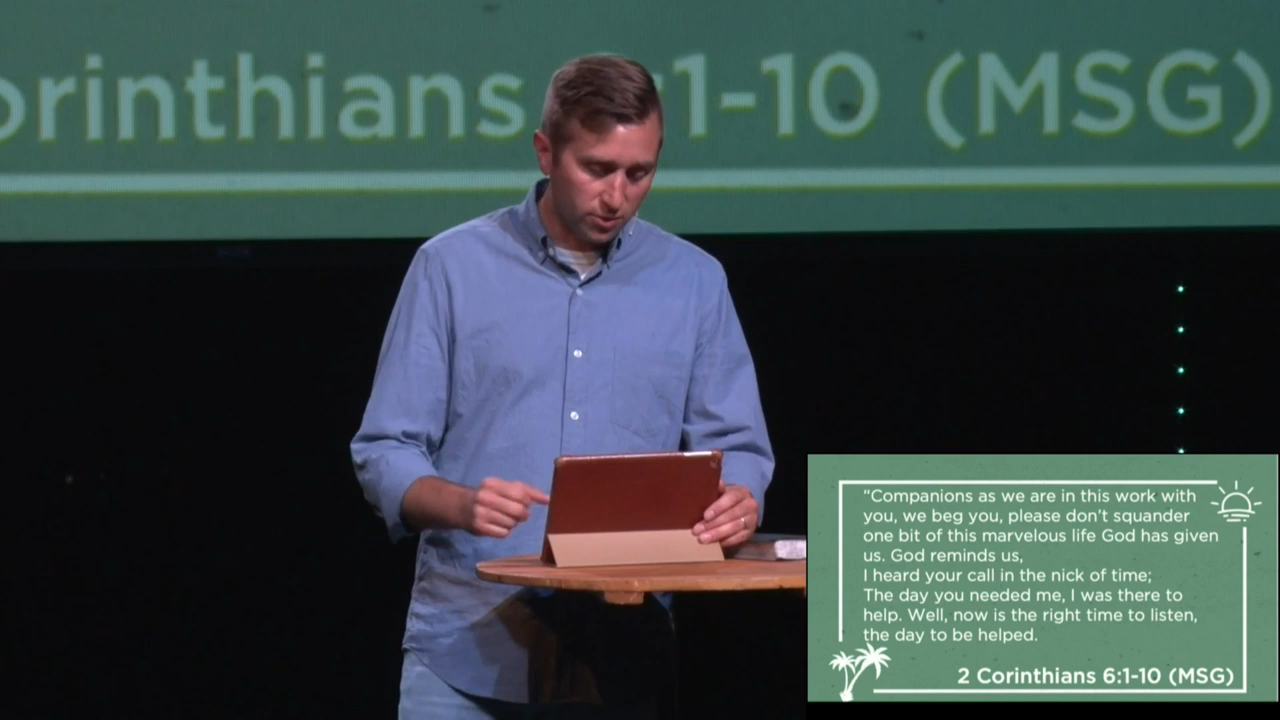 orinthians :1-10 (MSG)
“Companions as we are in this work with
you, we beg you, please don't squander
one bit of this marvelous life God has given
us. God reminds us,
I heard your call in the nick of time;
The day you needed me, I was there to
help. Well, now is the right time to listen,
the day to be helped.
2 Corinthians 6:1-10 (MSG)